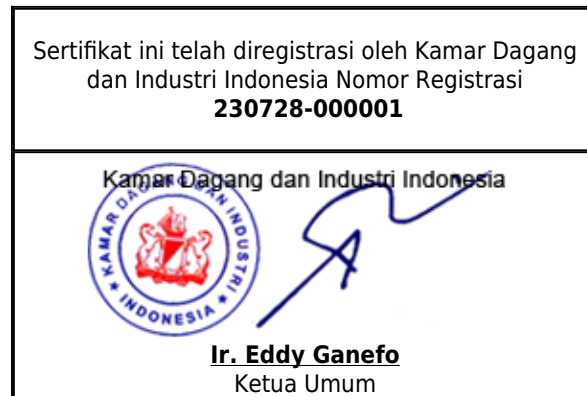 Sertifikat ini telah diregistrasi oleh Kamar Dagang
dan Industri Indonesia Nomor Registrasi
230728-000001
Kamar Dagang dan Industri Indonesia
KAMAR DAGANG DAN INDUSTRI
* INDONESIA *
Ir. Eddy Ganefo
Ketua Umum